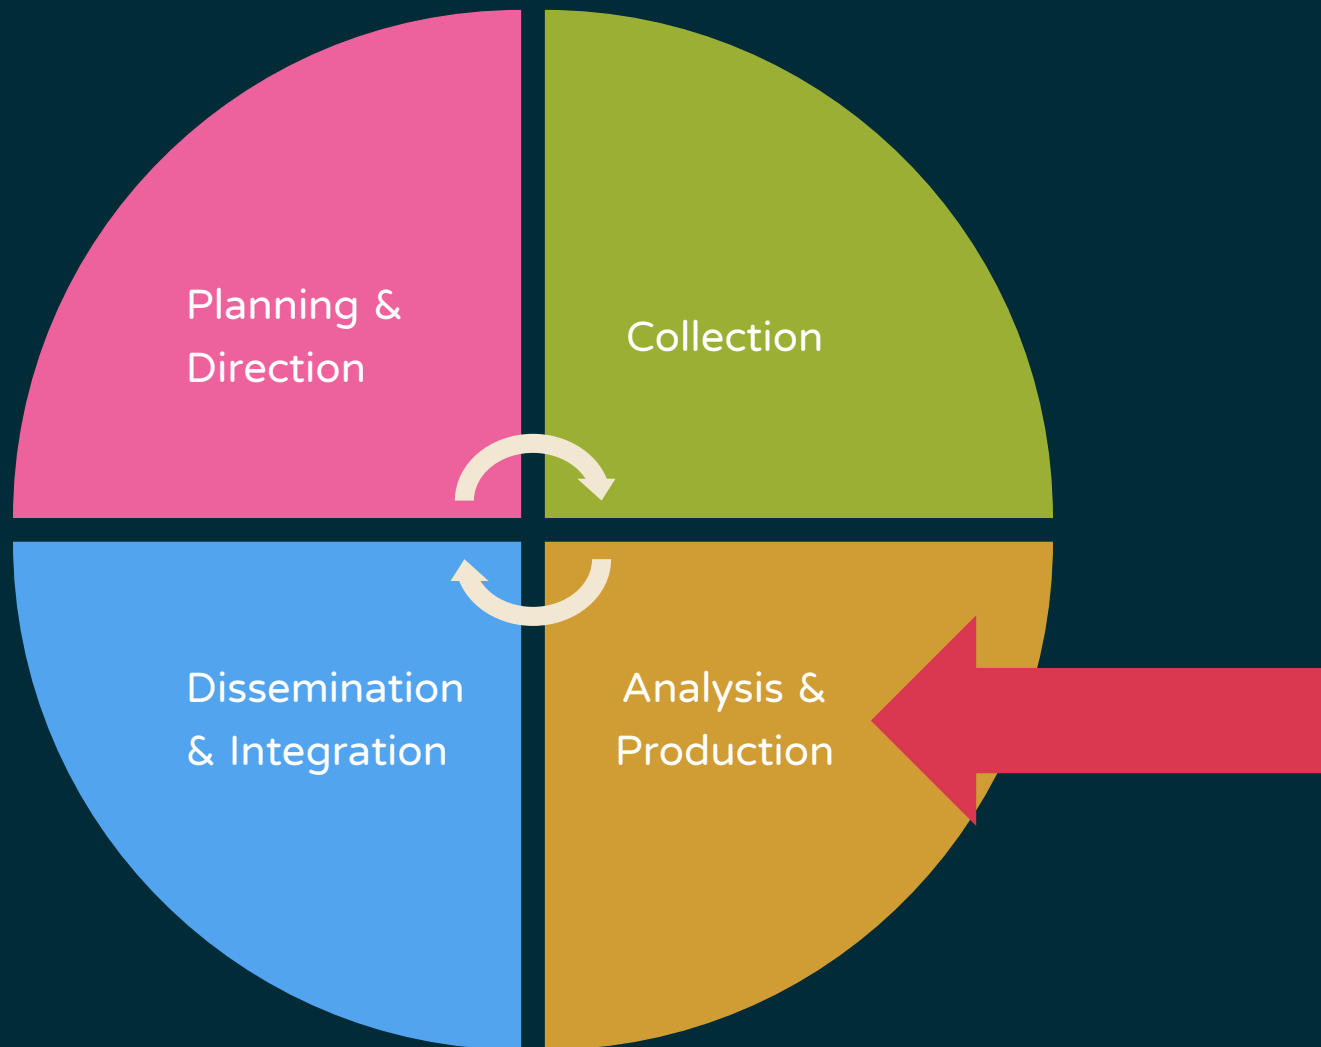 Planning &
Direction
Collection
Dissemination
& Integration
Analysis &
Production